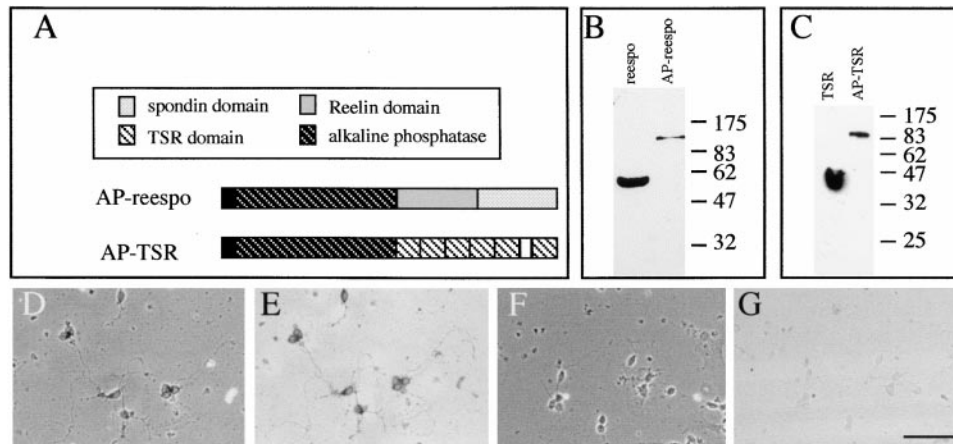 A
spondin domain
Reelin domain
TSR domain
alkaline phosphatase
AP-reespo
AP-TSR
B
reespo
AP-reespo
175
83
62
47
32
C
TSR
AP-TSR
175
83
62
47
32
25
D
E
F
G